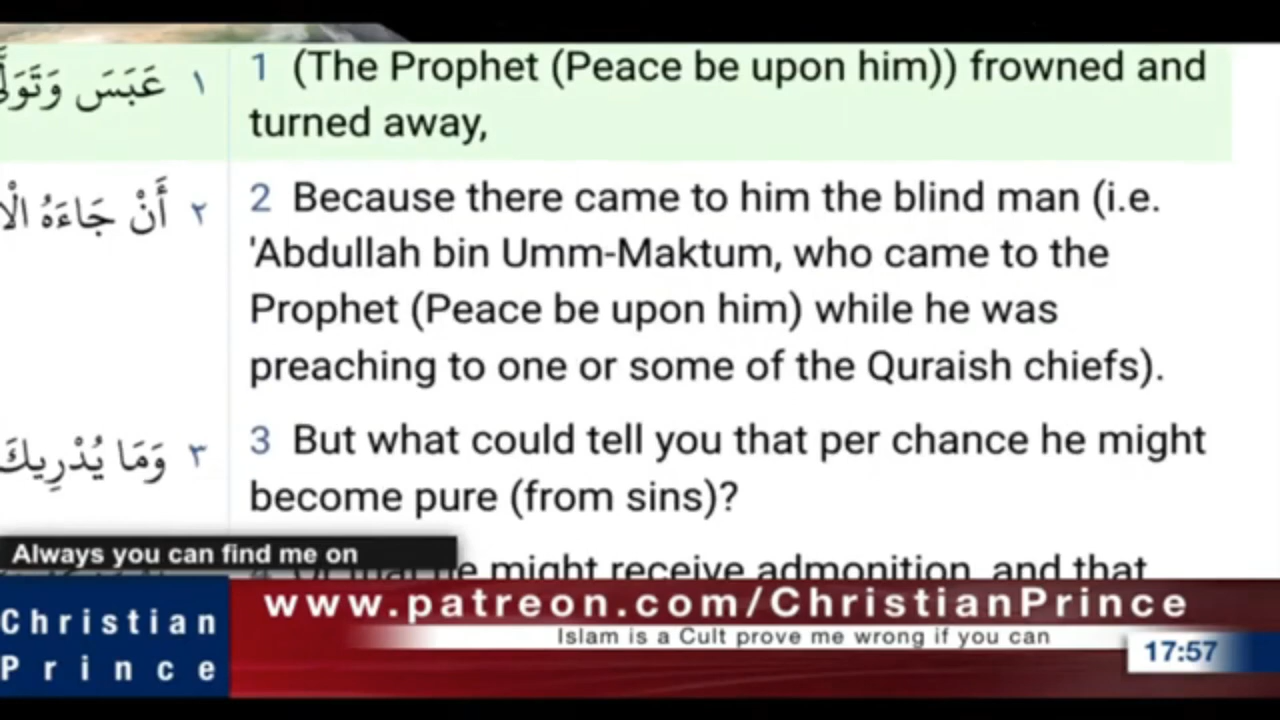 1 (The Prophet (Peace be upon him)) frowned and
turned away,
١ عَبَسَ
2 Because there came to him the blind man (i.e.
'Abdullah bin Umm-Maktum, who came to the
Prophet (Peace be upon him) while he was
preaching to one or some of the Quraish chiefs).
٢ أَنْ جَاءَهُ
3 But what could tell you that per chance he might
become pure (from sins)?
٣ وَمَا يُدْرِيكَ
might receive admonition, and that
Always you can find me on
www.patreon.com/ChristianPrince
Islam is a Cult prove me wrong if you can
Christian
Prince
17:57